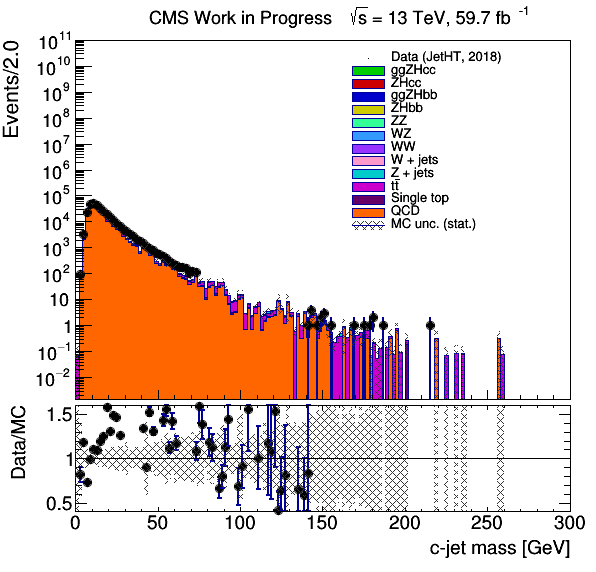 CMS Work in Progress √s = 13 TeV, 59.7 fb⁻¹
Events/2.0
10¹¹
10¹⁰
10⁹
10⁸
10⁷
10⁶
10⁵
10⁴
10³
10²
10
1
10⁻¹
10⁻²
Data (JetHT, 2018)
ggZHcc
ZHcc
ggZHbb
ZHbb
ZZ
WZ
WW
W + jets
Z + jets
tt̄
Single top
QCD
MC unc. (stat.)
Data/MC
1.5
1
0.5
0 50 100 150 200 250 300
c-jet mass [GeV]